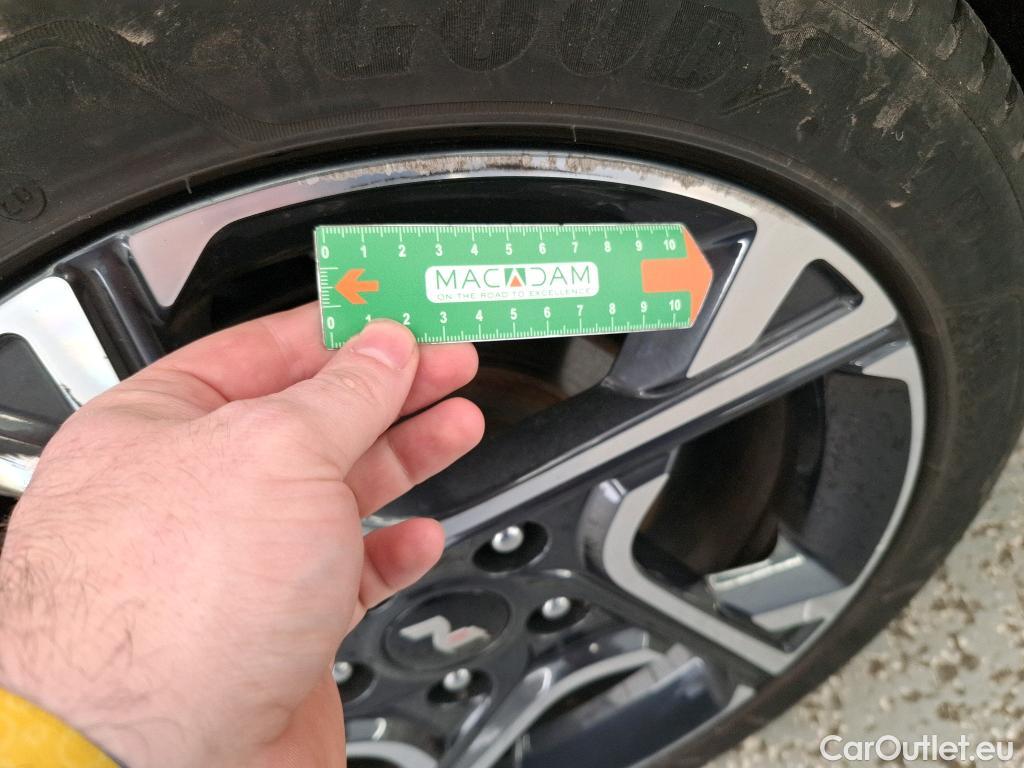 GOOD
0 1 2 3 4 5 6 7 8 9 10
MACADAM
ON THE ROAD TO EXCELLENCE
0 1 2 3 4 5 6 7 8 9 10
N
CarOutlet.eu